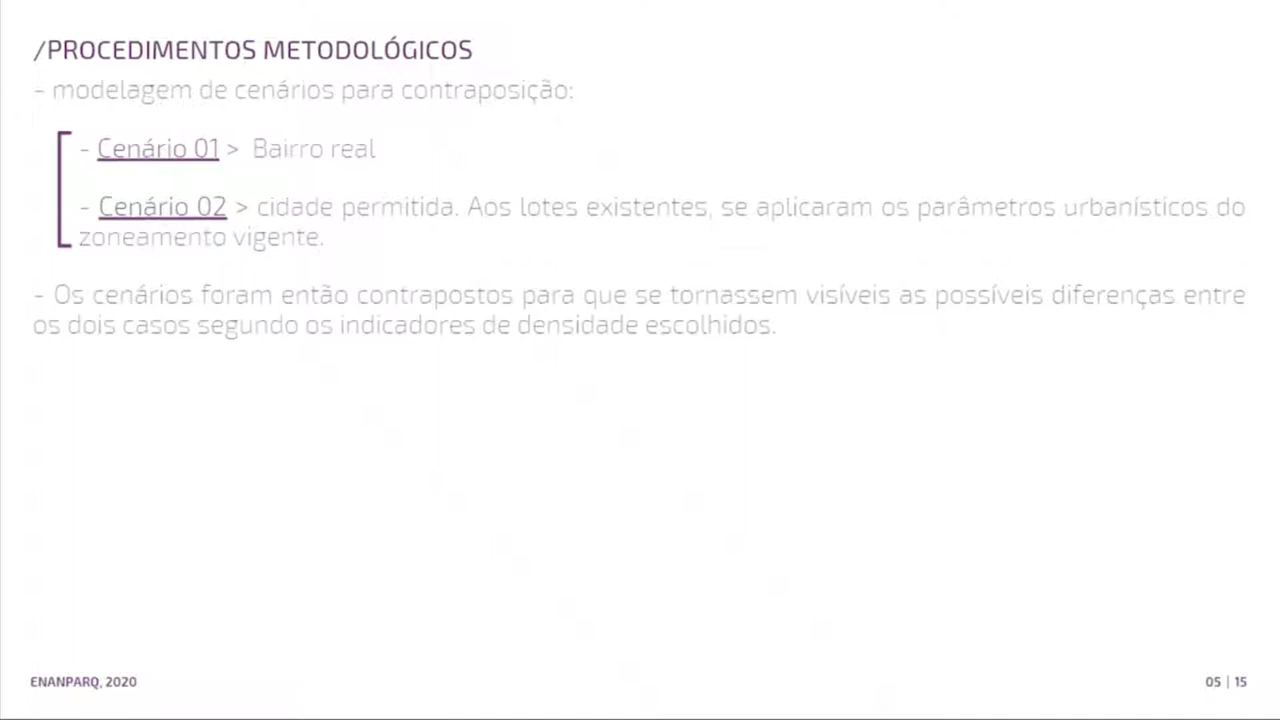 /PROCEDIMENTOS METODOLÓGICOS
- modelagem de cenários para contraposição:
- Cenário 01 > Bairro real
- Cenário 02 > cidade permitida. Aos lotes existentes, se aplicaram os parâmetros urbanísticos do
zoneamento vigente.
- Os cenários foram então contrapostos para que se tornassem visíveis as possíveis diferenças entre
os dois casos segundo os indicadores de densidade escolhidos.
ENANPARQ, 2020
05 | 15